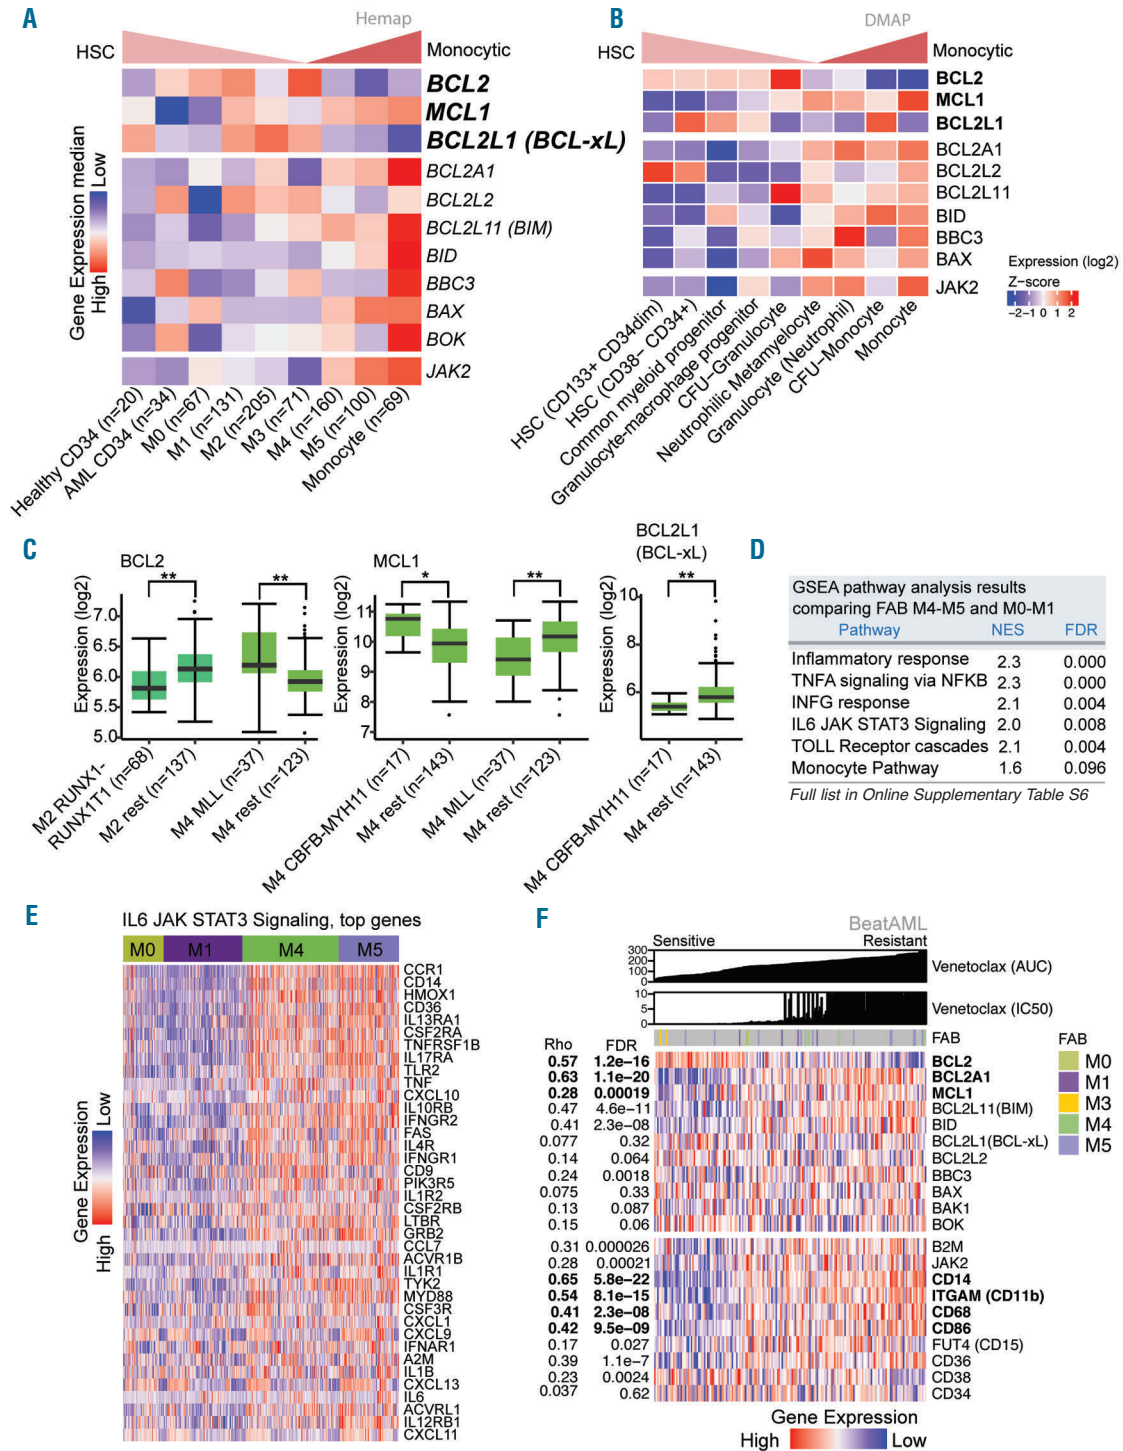 A
Hemap
HSC
Monocytic
BCL2
MCL1
BCL2L1 (BCL-xL)
BCL2A1
BCL2L2
BCL2L11 (BIM)
BID
BBC3
BAX
BOK
JAK2
Gene Expression median
High
Low
Healthy CD34 (n=20)
AML CD34 (n=34)
M0 (n=67)
M1 (n=131)
M2 (n=205)
M3 (n=71)
M4 (n=160)
M5 (n=100)
Monocyte (n=69)
B
DMAP
HSC
Monocytic
BCL2
MCL1
BCL2L1
BCL2A1
BCL2L2
BCL2L11
BID
BBC3
BAX
JAK2
Expression (log2)
Z-score
-2 -1 0 1 2
HSC (CD133+ CD34dim)
HSC (CD38− CD34+)
Common myeloid progenitor
Granulocyte-macrophage progenitor
CFU−Granulocyte
Neutrophilic Metamyelocyte
Granulocyte (Neutrophil)
CFU−Monocyte
Monocyte
C
BCL2
Expression (log2)
7.0
6.5
6.0
5.5
5.0
**
**
M2 RUNX1-
RUNX1T1 (n=68)
M2 rest (n=137)
M4 MLL (n=37)
M4 rest (n=123)
MCL1
Expression (log2)
11
10
9
8
7
*
**
M4 CBFB-MYH11 (n=17)
M4 rest (n=143)
M4 MLL (n=37)
M4 rest (n=123)
BCL2L1
(BCL-xL)
Expression (log2)
10
8
6
**
M4 CBFB-MYH11 (n=17)
M4 rest (n=143)
D
GSEA pathway analysis results
comparing FAB M4-M5 and M0-M1
Pathway NES FDR
Inflammatory response 2.3 0.000
TNFA signaling via NFKB 2.3 0.000
INFG response 2.1 0.004
IL6 JAK STAT3 Signaling 2.0 0.008
TOLL Receptor cascades 2.1 0.004
Monocyte Pathway 1.6 0.096
Full list in Online Supplementary Table S6
E
IL6 JAK STAT3 Signaling, top genes
M0 M1 M4 M5
CCR1
CD14
HMOX1
CD36
IL13RA1
CSF2RA
TNFRSF1B
IL17RA
TLR2
TNF
CXCL10
IL10RB
IFNGR2
FAS
IL4R
IFNGR1
CD9
PIK3R5
IL1R2
CSF2RB
LTBR
GRB2
CCL7
ACVR1B
IL1R1
TYK2
MYD88
CSF3R
CXCL1
CXCL9
IFNAR1
A2M
IL1B
CXCL13
IL6
ACVRL1
IL12RB1
CXCL11
Gene Expression
High
Low
F
BeatAML
Sensitive Resistant
300
200
100
0
Venetoclax (AUC)
10
5
0
Venetoclax (IC50)
FAB
Rho FDR
0.57 1.2e−16 BCL2
0.63 1.1e−20 BCL2A1
0.28 0.00019 MCL1
0.47 4.6e−11 BCL2L11(BIM)
0.41 2.3e−08 BID
0.077 0.32 BCL2L1(BCL-xL)
0.14 0.064 BCL2L2
0.24 0.0018 BBC3
0.075 0.33 BAX
0.13 0.087 BAK1
0.15 0.06 BOK
0.31 0.000026 B2M
0.28 0.00021 JAK2
0.65 5.8e−22 CD14
0.54 8.1e−15 ITGAM (CD11b)
0.41 2.3e−08 CD68
0.42 9.5e−09 CD86
0.17 0.027 FUT4 (CD15)
0.39 1.1e−7 CD36
0.23 0.0024 CD38
0.037 0.62 CD34
FAB
M0
M1
M3
M4
M5
Gene Expression
High Low